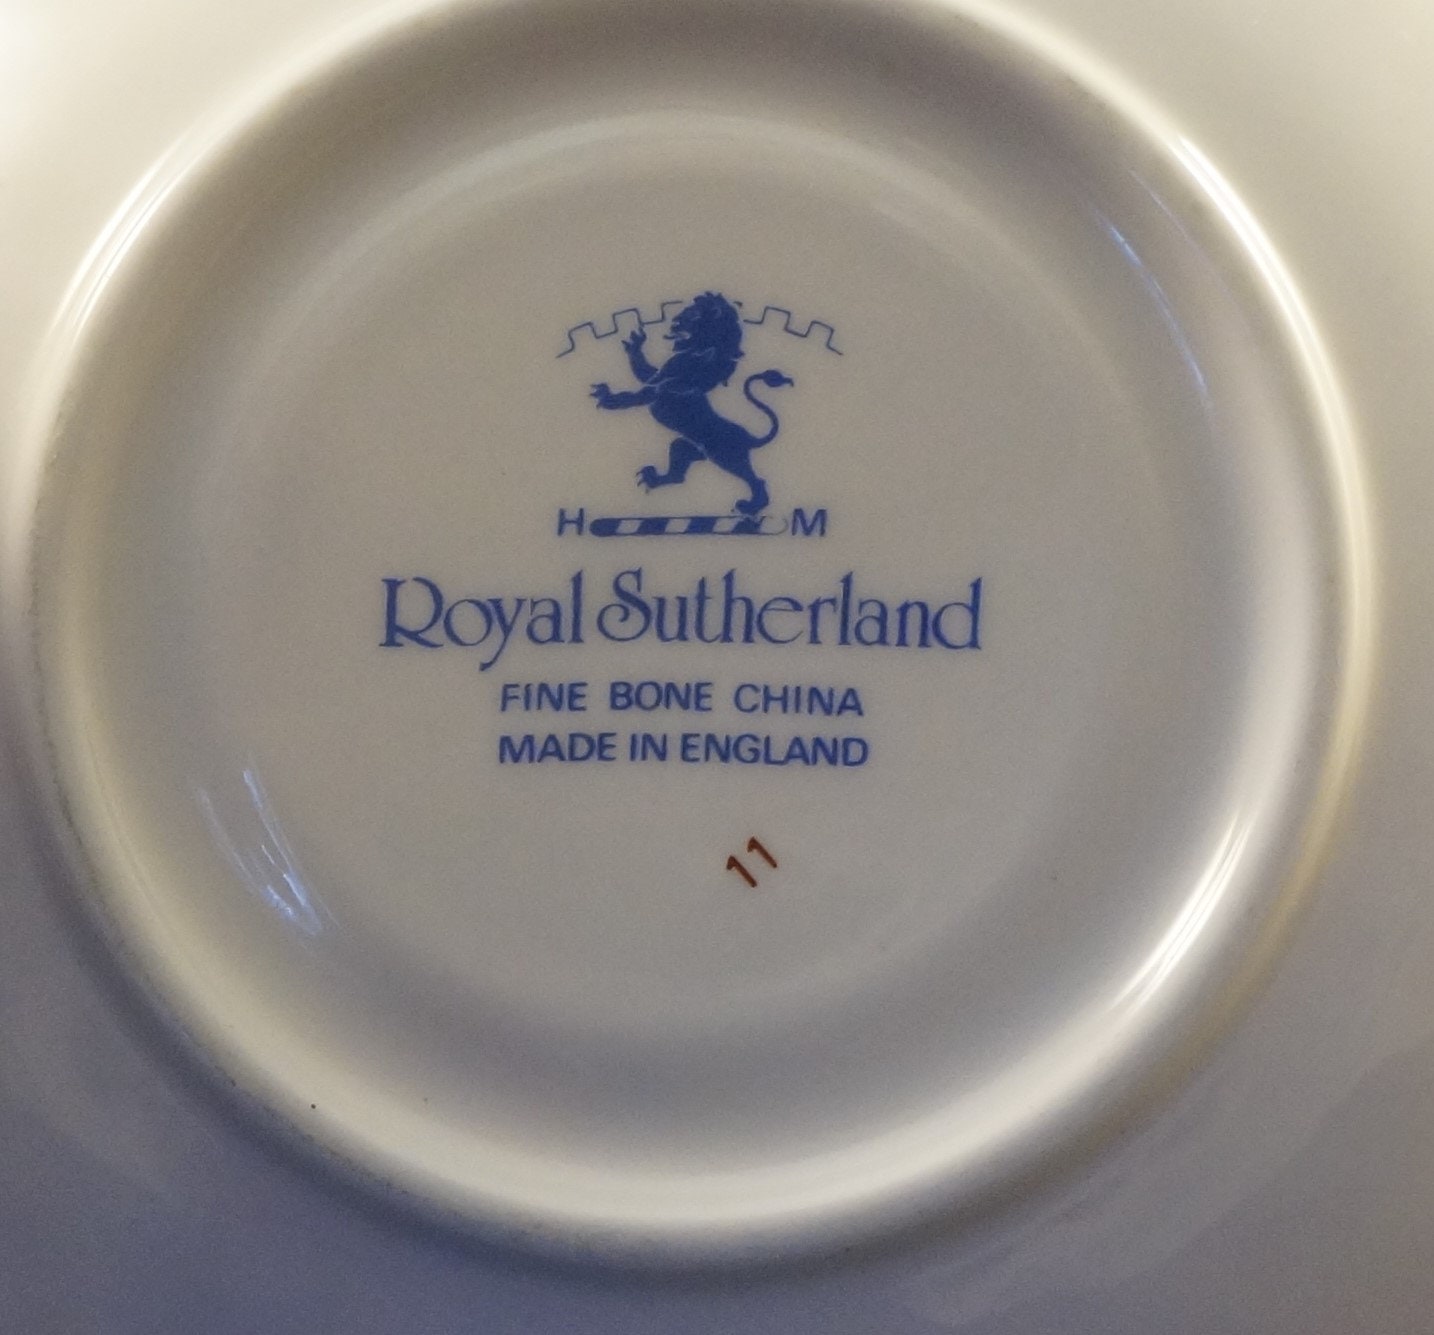 H M
Royal Sutherland
FINE BONE CHINA
MADE IN ENGLAND
11